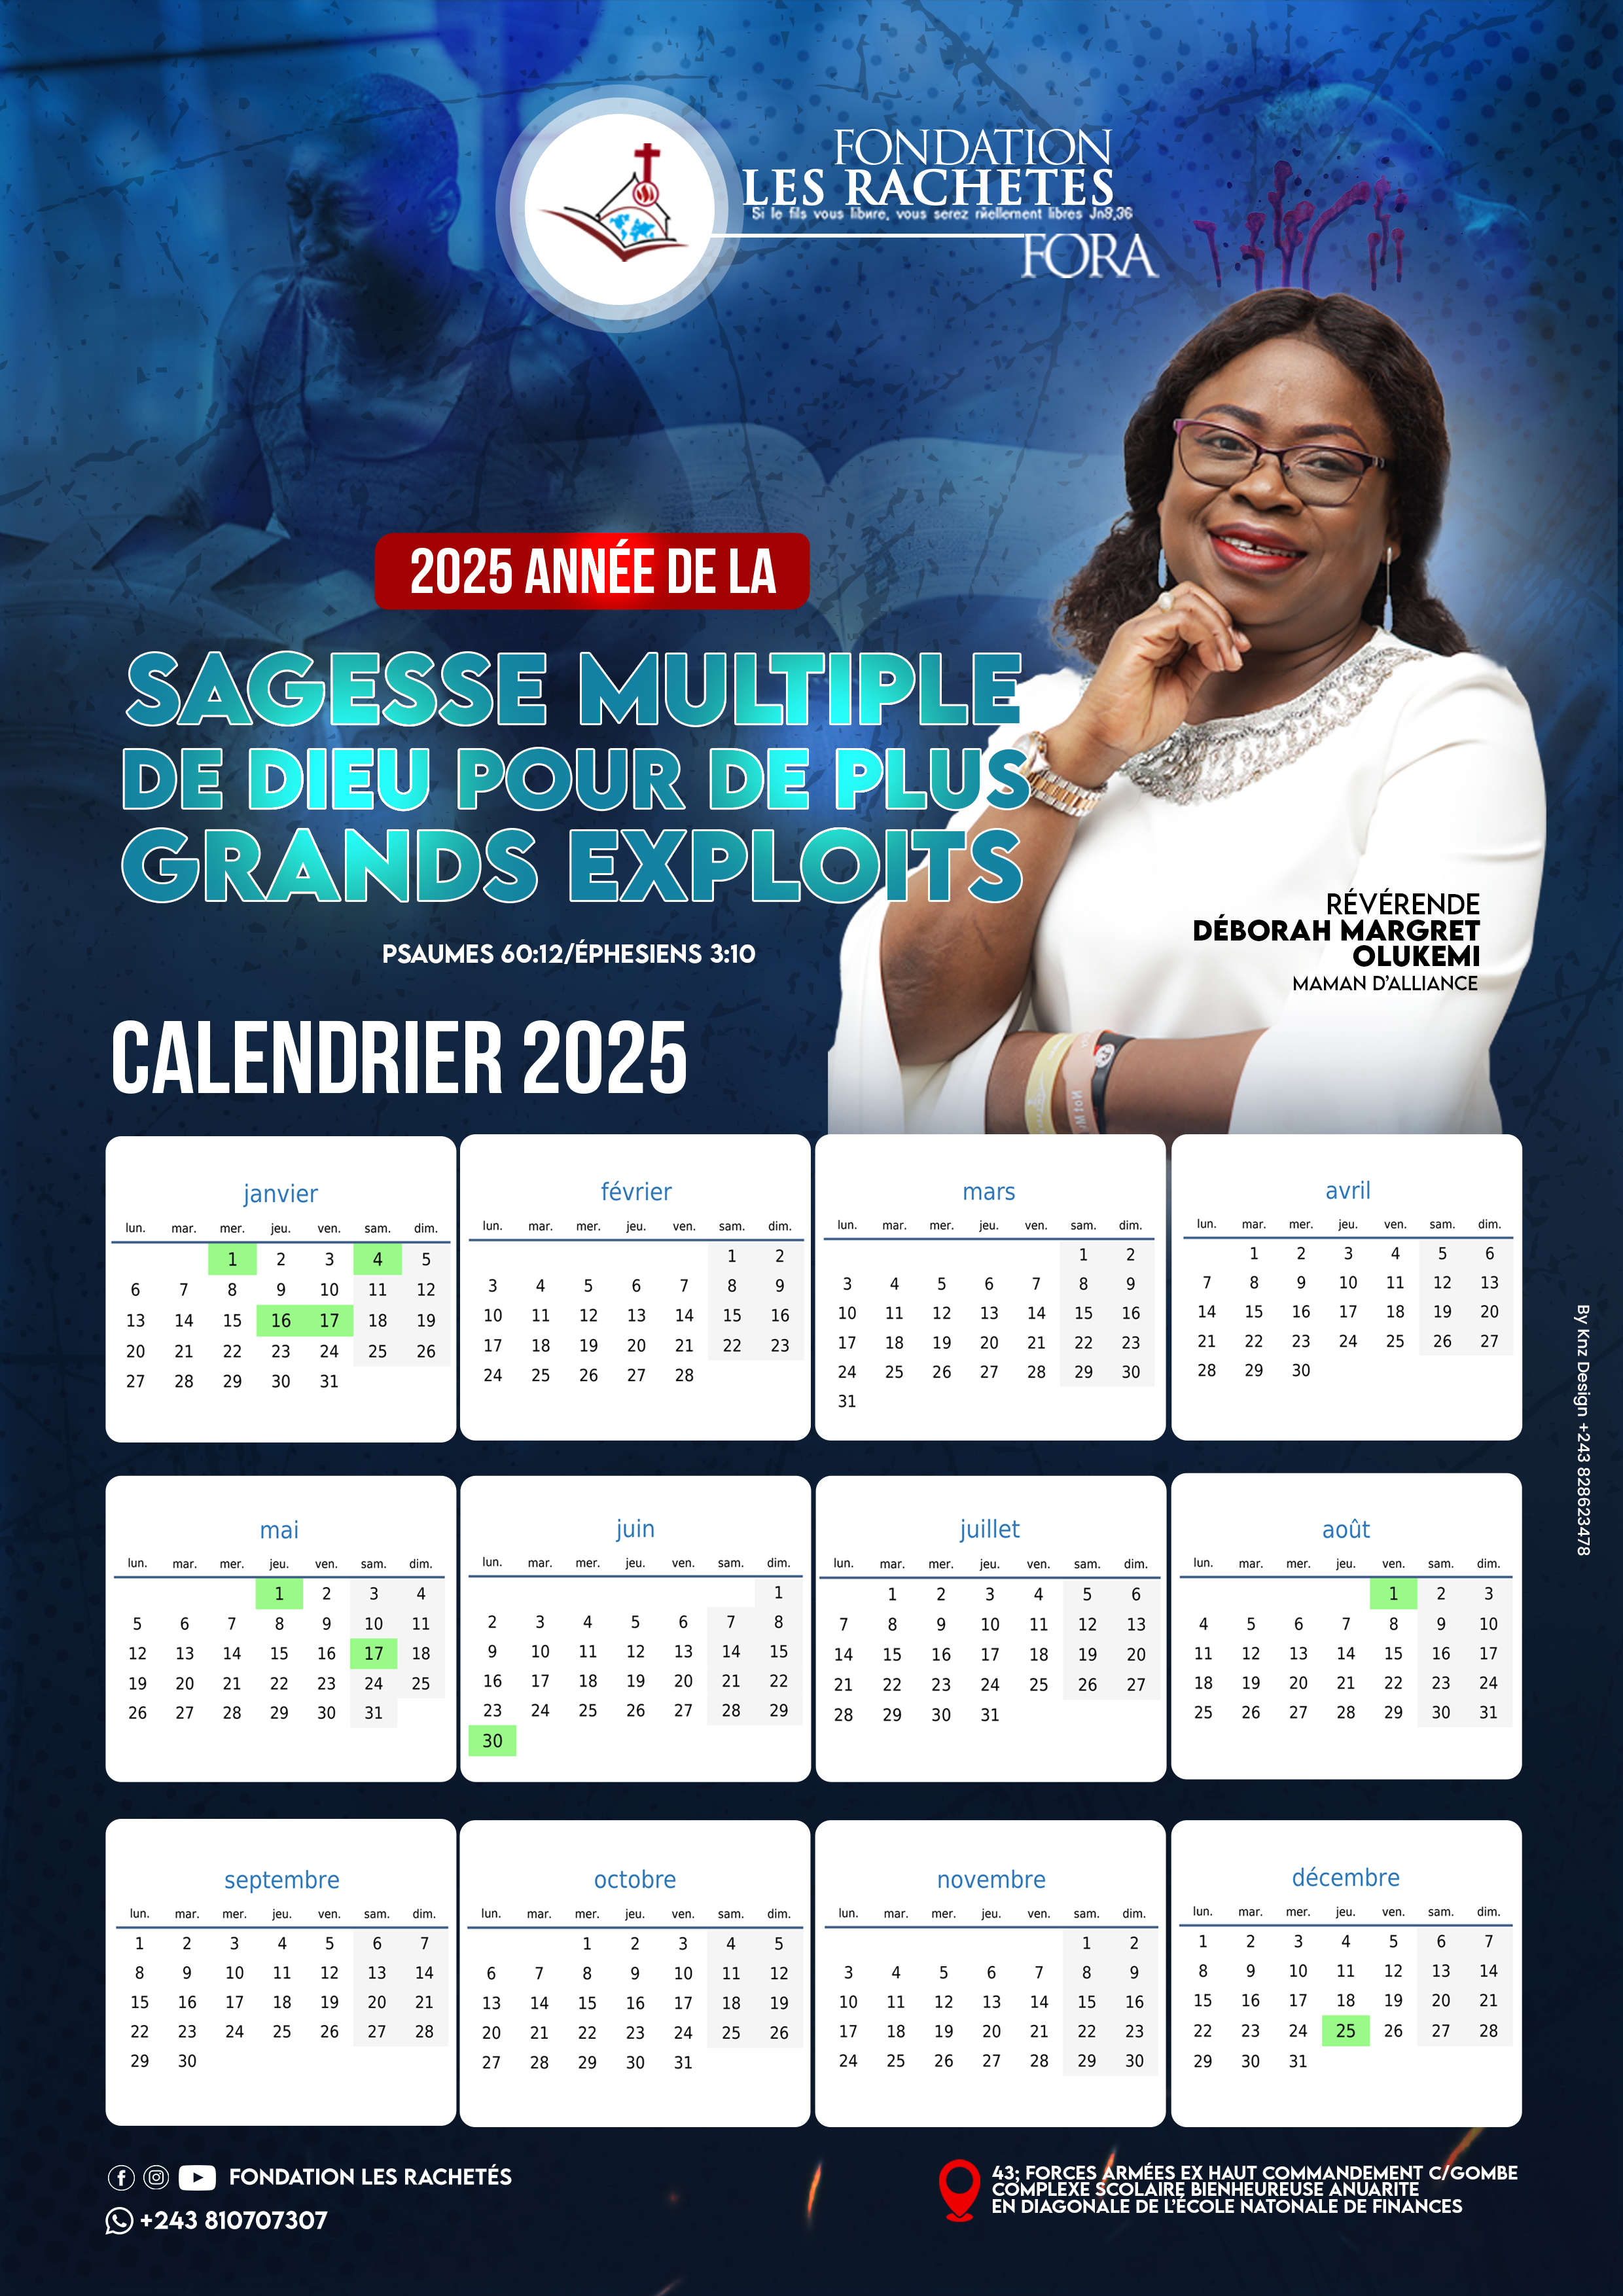 FONDATION
LES RACHETES
Si le fils vous libиre, vous serez rйellement libres Jn8,36
FORA
2025 ANNÉE DE LA
SAGESSE MULTIPLE
DE DIEU POUR DE PLUS
GRANDS EXPLOITS
PSAUMES 60:12/ÉPHESIENS 3:10
RÉVÉRENDE
DÉBORAH MARGRET
OLUKEMI
MAMAN D'ALLIANCE
CALENDRIER 2025
janvier
lun. mar. mer. jeu. ven. sam. dim.
1 2 3 4 5
6 7 8 9 10 11 12
13 14 15 16 17 18 19
20 21 22 23 24 25 26
27 28 29 30 31
février
lun. mar. mer. jeu. ven. sam. dim.
1 2
3 4 5 6 7 8 9
10 11 12 13 14 15 16
17 18 19 20 21 22 23
24 25 26 27 28
mars
lun. mar. mer. jeu. ven. sam. dim.
1 2
3 4 5 6 7 8 9
10 11 12 13 14 15 16
17 18 19 20 21 22 23
24 25 26 27 28 29 30
31
avril
lun. mar. mer. jeu. ven. sam. dim.
1 2 3 4 5 6
7 8 9 10 11 12 13
14 15 16 17 18 19 20
21 22 23 24 25 26 27
28 29 30
mai
lun. mar. mer. jeu. ven. sam. dim.
1 2 3 4
5 6 7 8 9 10 11
12 13 14 15 16 17 18
19 20 21 22 23 24 25
26 27 28 29 30 31
juin
lun. mar. mer. jeu. ven. sam. dim.
1
2 3 4 5 6 7 8
9 10 11 12 13 14 15
16 17 18 19 20 21 22
23 24 25 26 27 28 29
30
juillet
lun. mar. mer. jeu. ven. sam. dim.
1 2 3 4 5 6
7 8 9 10 11 12 13
14 15 16 17 18 19 20
21 22 23 24 25 26 27
28 29 30 31
août
lun. mar. mer. jeu. ven. sam. dim.
1 2 3
4 5 6 7 8 9 10
11 12 13 14 15 16 17
18 19 20 21 22 23 24
25 26 27 28 29 30 31
septembre
lun. mar. mer. jeu. ven. sam. dim.
1 2 3 4 5 6 7
8 9 10 11 12 13 14
15 16 17 18 19 20 21
22 23 24 25 26 27 28
29 30
octobre
lun. mar. mer. jeu. ven. sam. dim.
1 2 3 4 5
6 7 8 9 10 11 12
13 14 15 16 17 18 19
20 21 22 23 24 25 26
27 28 29 30 31
novembre
lun. mar. mer. jeu. ven. sam. dim.
1 2
3 4 5 6 7 8 9
10 11 12 13 14 15 16
17 18 19 20 21 22 23
24 25 26 27 28 29 30
décembre
lun. mar. mer. jeu. ven. sam. dim.
1 2 3 4 5 6 7
8 9 10 11 12 13 14
15 16 17 18 19 20 21
22 23 24 25 26 27 28
29 30 31
By Knz Design +243 828623478
FONDATION LES RACHETÉS
+243 810707307
43; FORCES ARMÉES EX HAUT COMMANDEMENT C/GOMBE
COMPLEXE SCOLAIRE BIENHEUREUSE ANUARITE
EN DIAGONALE DE L'ÉCOLE NATONALE DE FINANCES